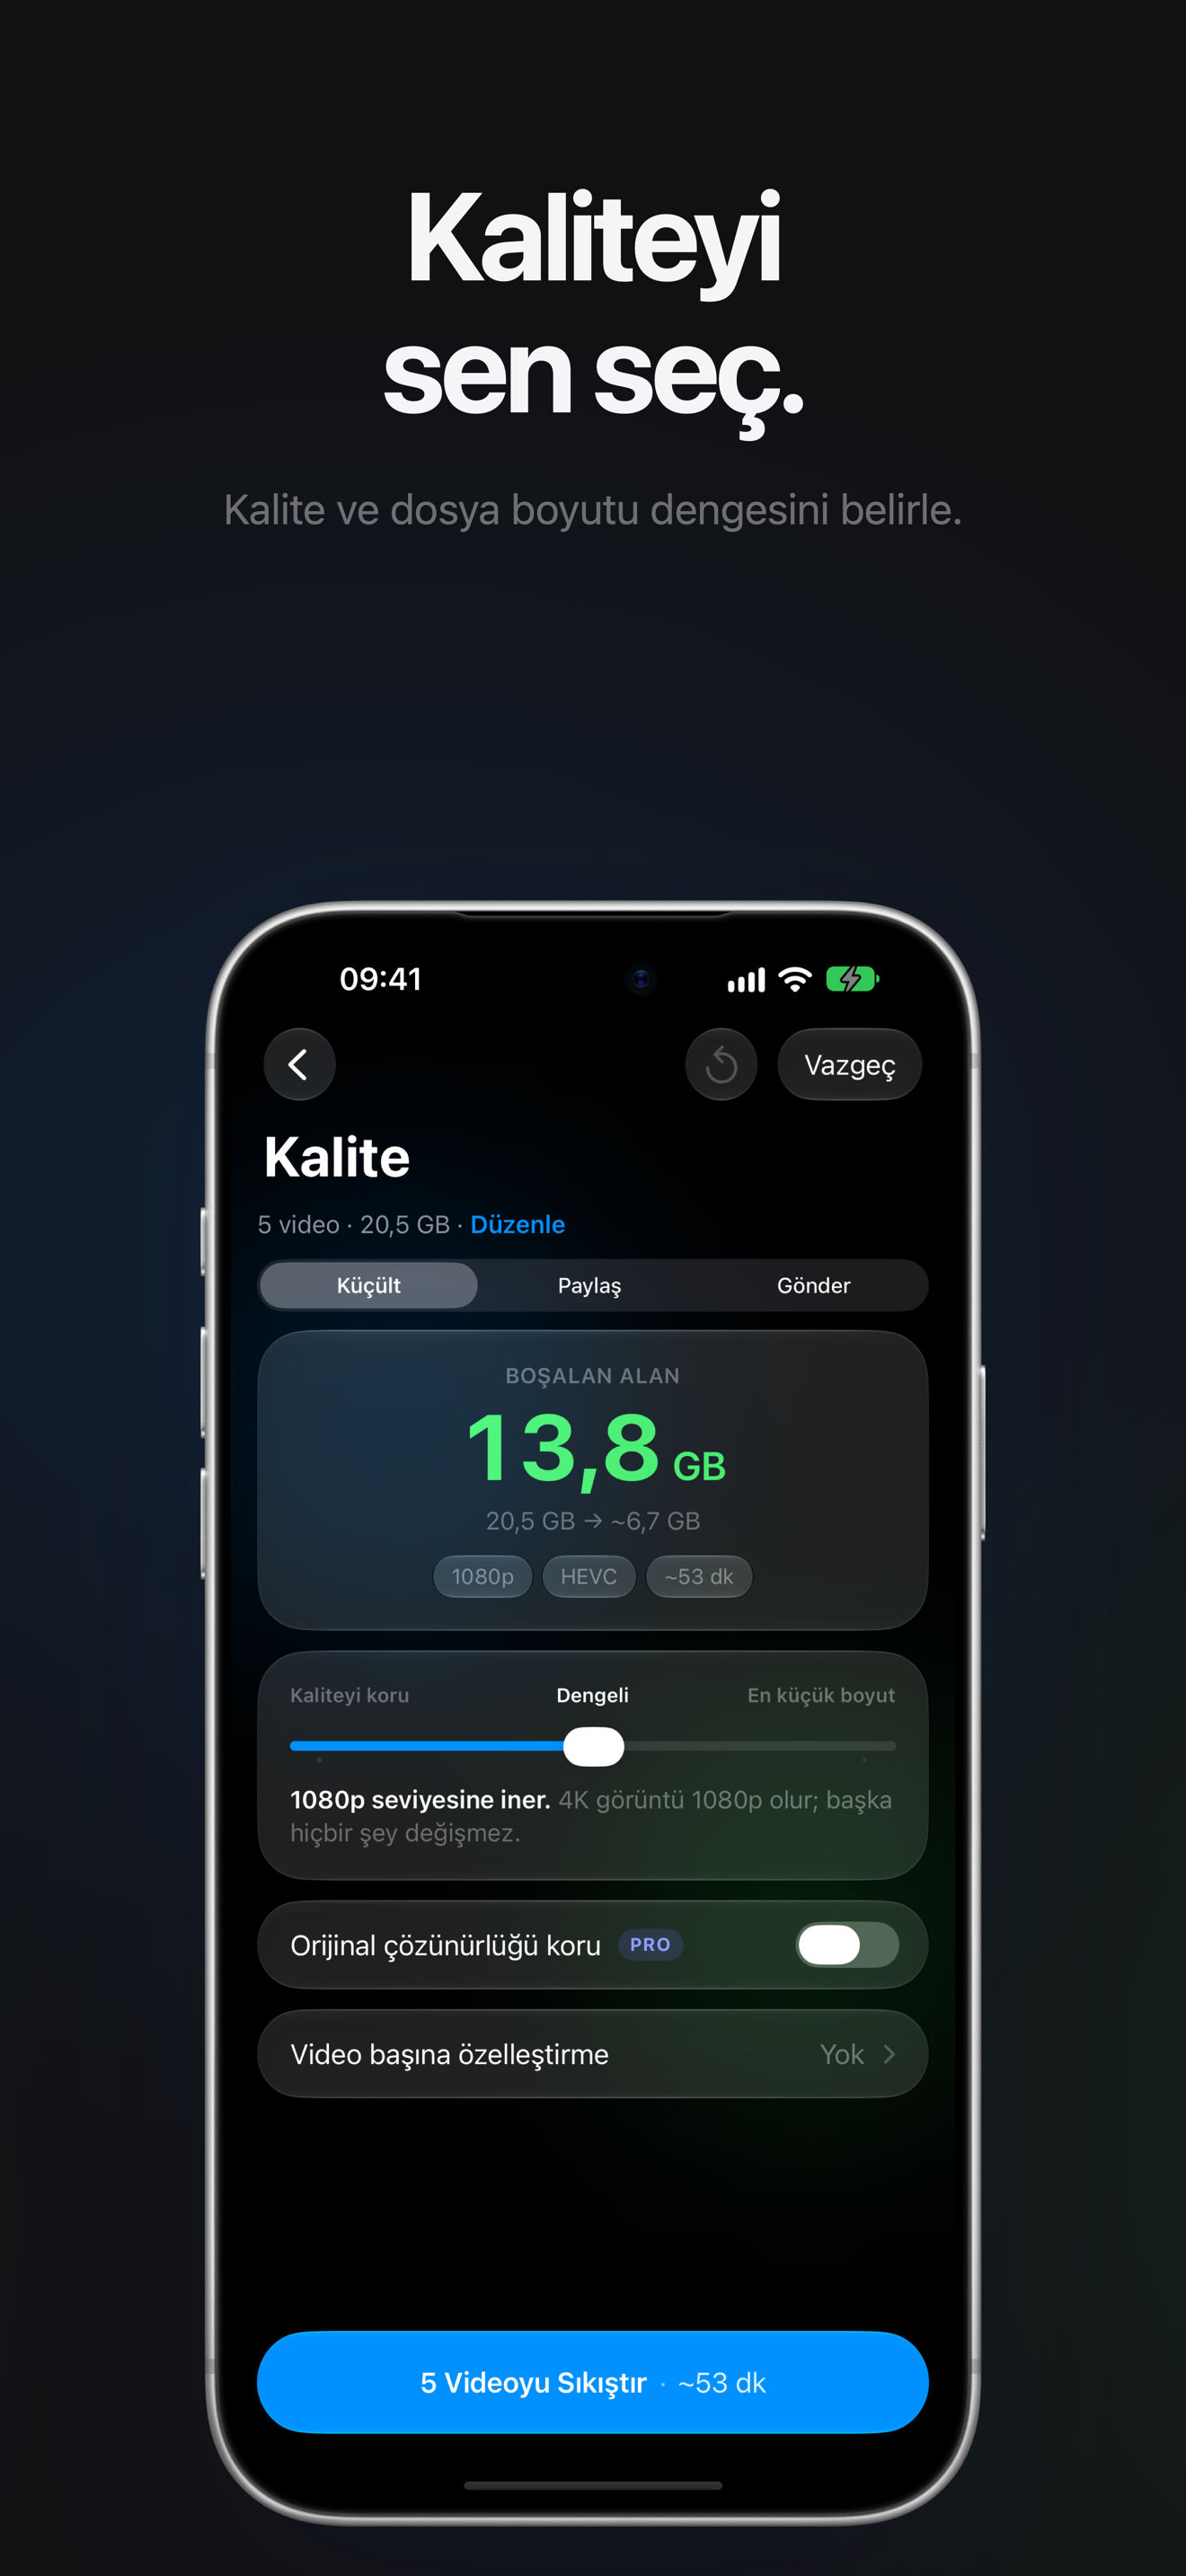 Kaliteyi
sen seç.
Kalite ve dosya boyutu dengesini belirle.
09:41
Vazgeç
Kalite
5 video · 20,5 GB · Düzenle
Küçült Paylaş Gönder
BOŞALAN ALAN
13,8 GB
20,5 GB → ~6,7 GB
1080p HEVC ~53 dk
Kaliteyi koru Dengeli En küçük boyut
1080p seviyesine iner. 4K görüntü 1080p olur; başka
hiçbir şey değişmez.
Orijinal çözünürlüğü koru PRO
Video başına özelleştirme Yok
5 Videoyu Sıkıştır · ~53 dk